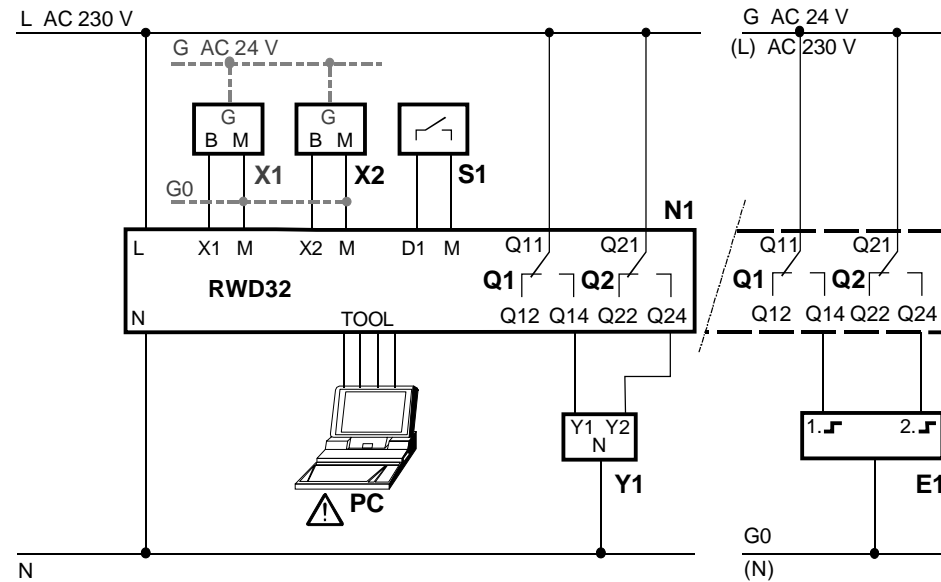 L AC 230 V
G AC 24 V
G AC 24 V
(L) AC 230 V
G
G
B M
B M
X1
X2
S1
G0
N1
L
X1 M
X2 M
D1 M
Q11
Q21
Q11
Q21
RWD32
Q1
Q2
Q1
Q2
N
TOOL
Q12 Q14 Q22 Q24
Q12 Q14 Q22 Q24
Y1 Y2
N
1.
2.
Y1
E1
! PC
G0
N
(N)